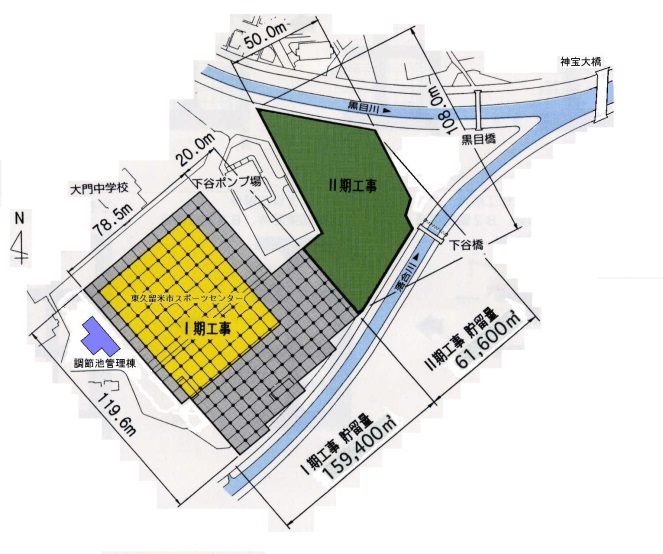 50.0m
神宝大橋
黒目川
108.0m
黒目橋
20.0m
下谷ポンプ場
II期工事
大門中学校
78.5m
N
下谷橋
落合川
東久留米市スポーツセンター
I期工事
調節池管理棟
II期工事 貯留量
61,600㎥
119.6m
I期工事 貯留量
159,400㎥